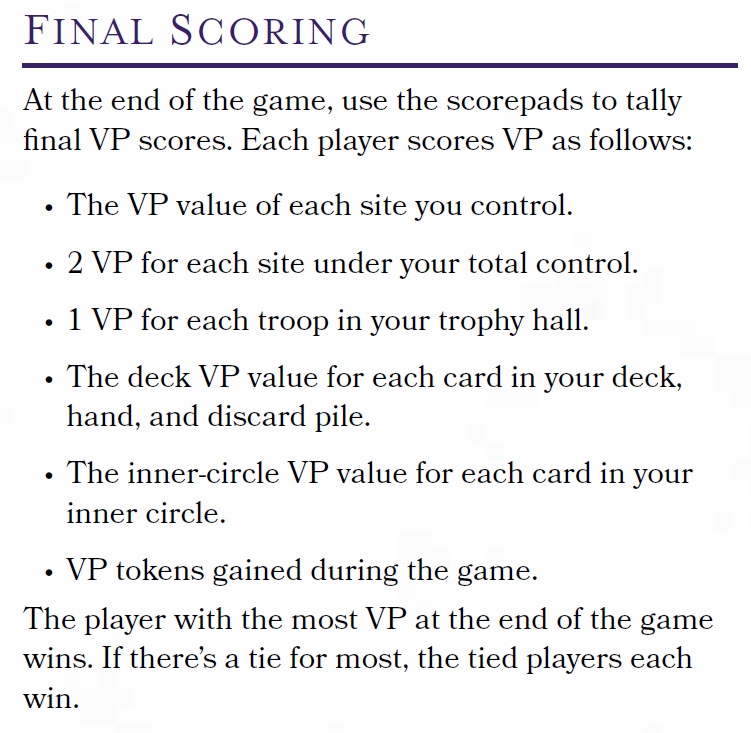 FINAL SCORING
At the end of the game, use the scorepads to tally
final VP scores. Each player scores VP as follows:
• The VP value of each site you control.
• 2 VP for each site under your total control.
• 1 VP for each troop in your trophy hall.
• The deck VP value for each card in your deck,
hand, and discard pile.
• The inner-circle VP value for each card in your
inner circle.
• VP tokens gained during the game.
The player with the most VP at the end of the game
wins. If there’s a tie for most, the tied players each
win.